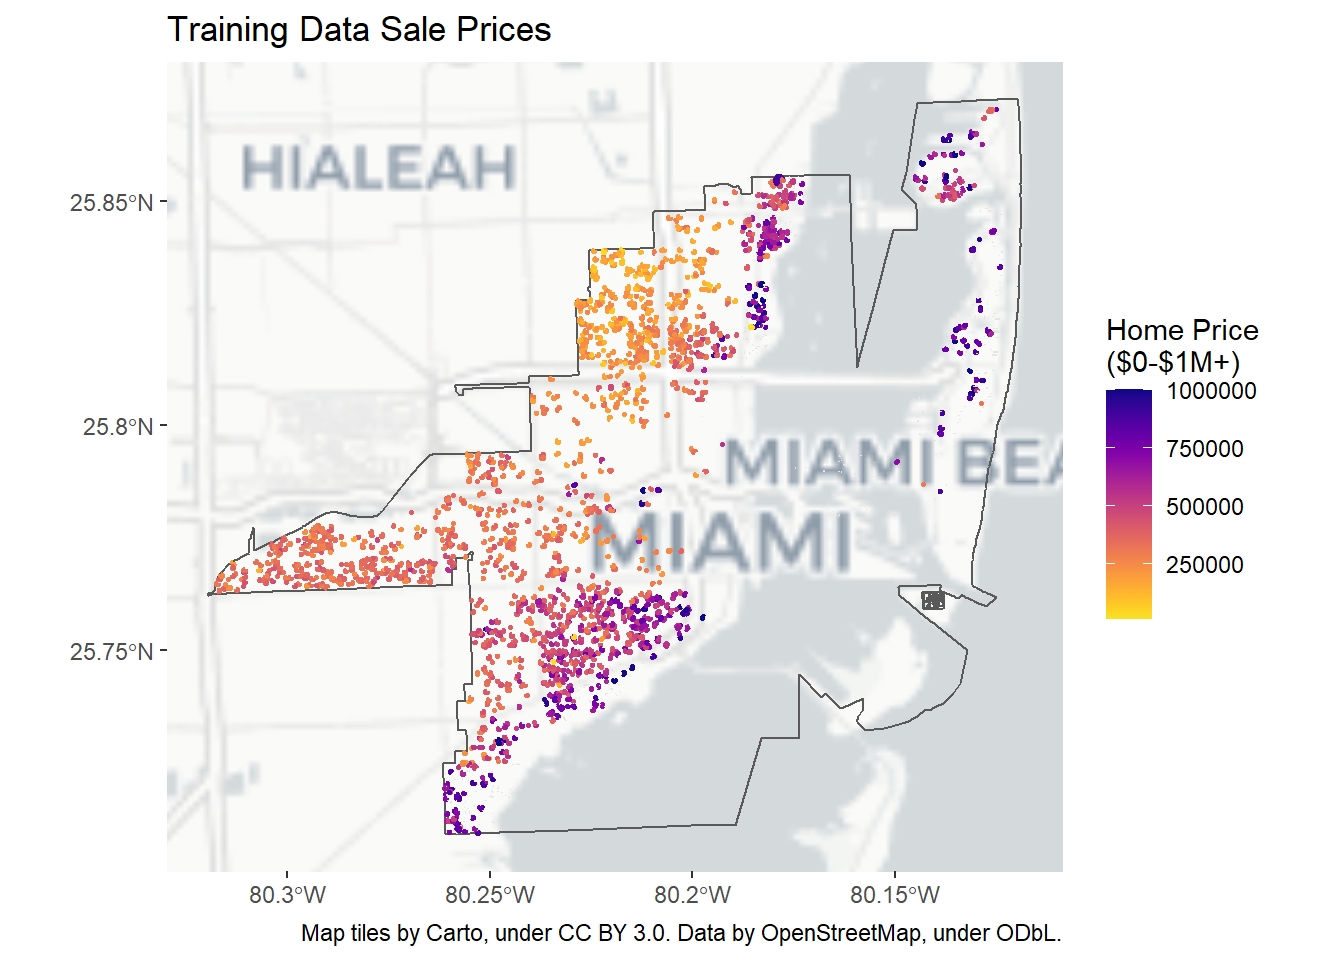 Training Data Sale Prices
HIALEAH
25.85°N
25.8°N
25.75°N
MIAMI BEA
MIAMI
80.3°W
80.25°W
80.2°W
80.15°W
Home Price
($0-$1M+)
1000000
750000
500000
250000
Map tiles by Carto, under CC BY 3.0. Data by OpenStreetMap, under ODbL.